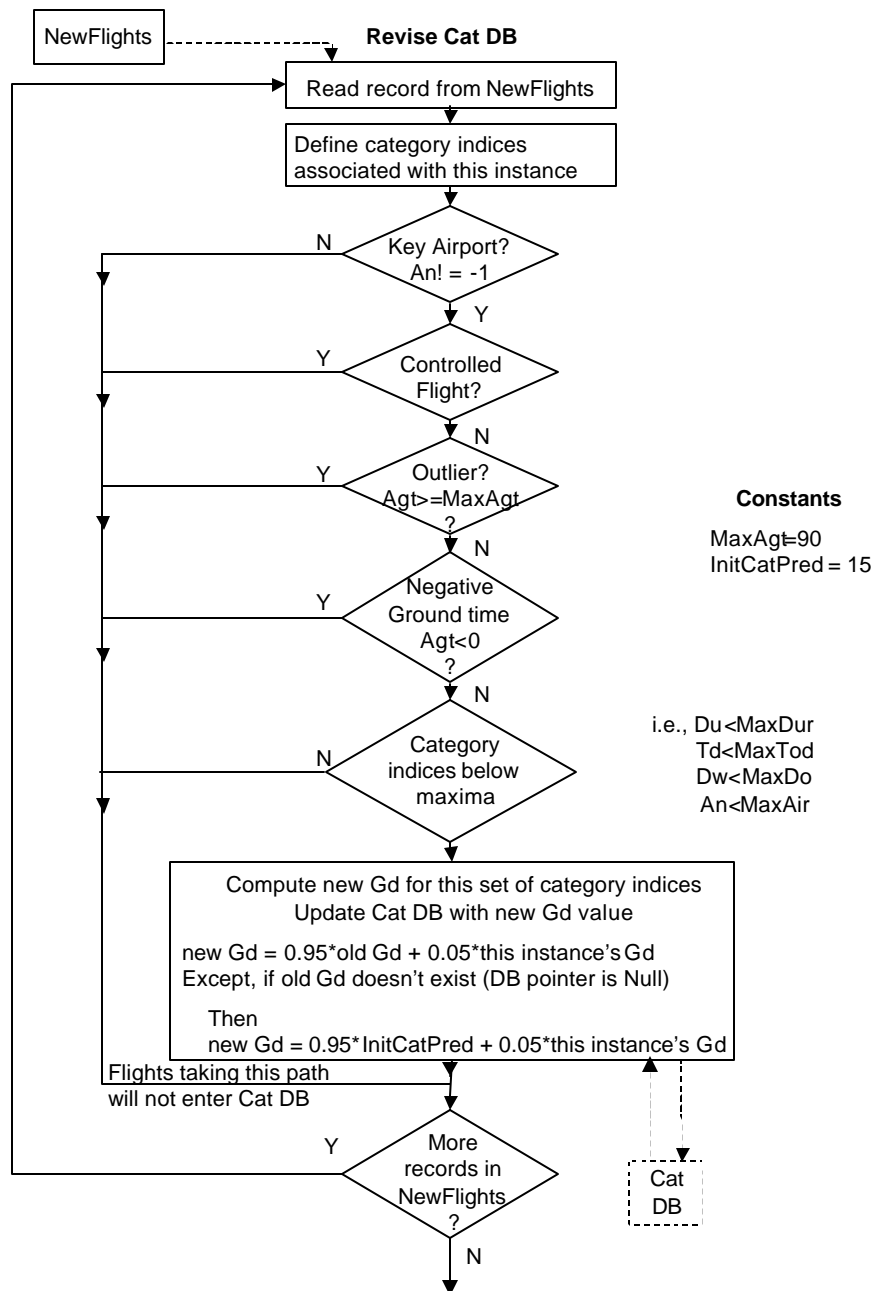 NewFlights
Revise Cat DB
Read record from NewFlights
Define category indices
associated with this instance
N
Key Airport?
An! = -1
Y
Y
Controlled
Flight?
N
Y
Outlier?
Agt>=MaxAgt
?
N
Constants
MaxAgt=90
InitCatPred = 15
Y
Negative
Ground time
Agt<0
?
N
N
Category
indices below
maxima
i.e., Du<MaxDur
Td<MaxTod
Dw<MaxDo
An<MaxAir
Compute new Gd for this set of category indices
Update Cat DB with new Gd value
new Gd = 0.95*old Gd + 0.05*this instance's Gd
Except, if old Gd doesn't exist (DB pointer is Null)
Then
new Gd = 0.95*InitCatPred + 0.05*this instance's Gd
Flights taking this path
will not enter Cat DB
Y
More
records in
NewFlights
?
N
Cat
DB